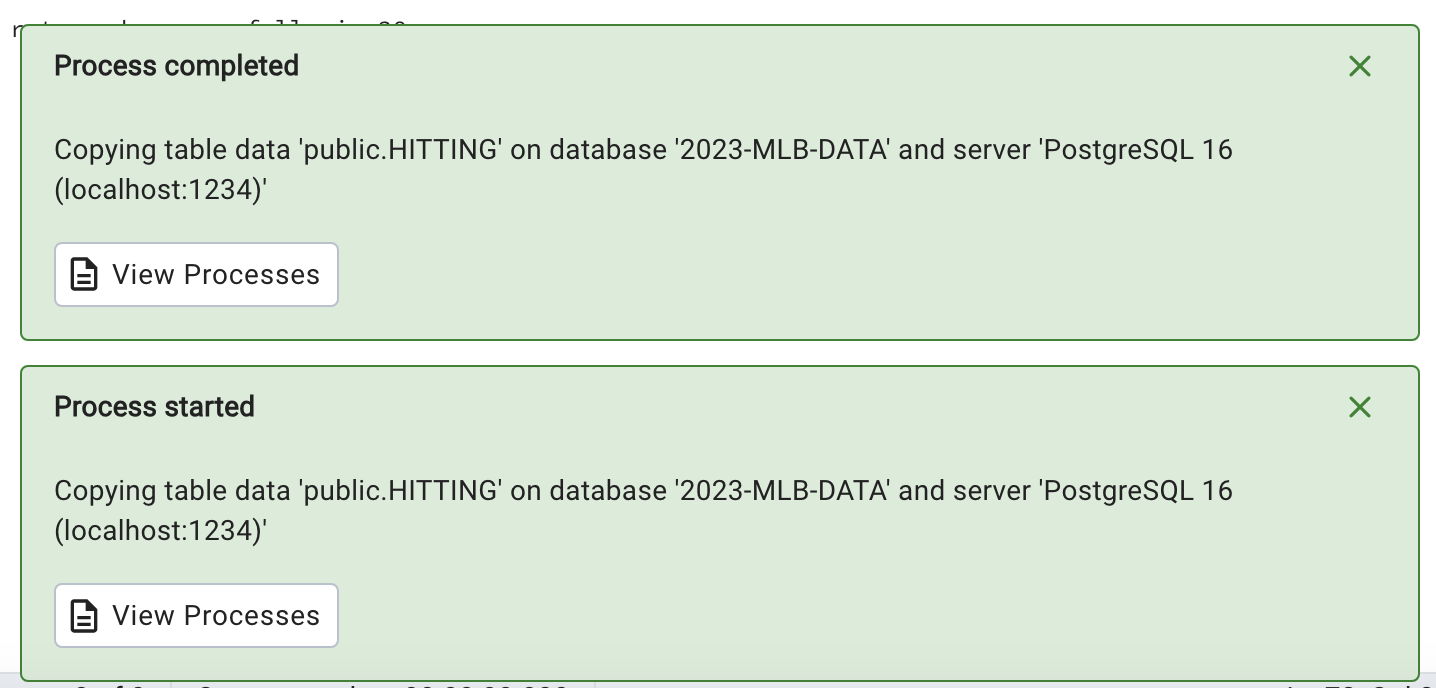 Process completed
Copying table data 'public.HITTING' on database '2023-MLB-DATA' and server 'PostgreSQL 16
(localhost:1234)'
View Processes
Process started
Copying table data 'public.HITTING' on database '2023-MLB-DATA' and server 'PostgreSQL 16
(localhost:1234)'
View Processes